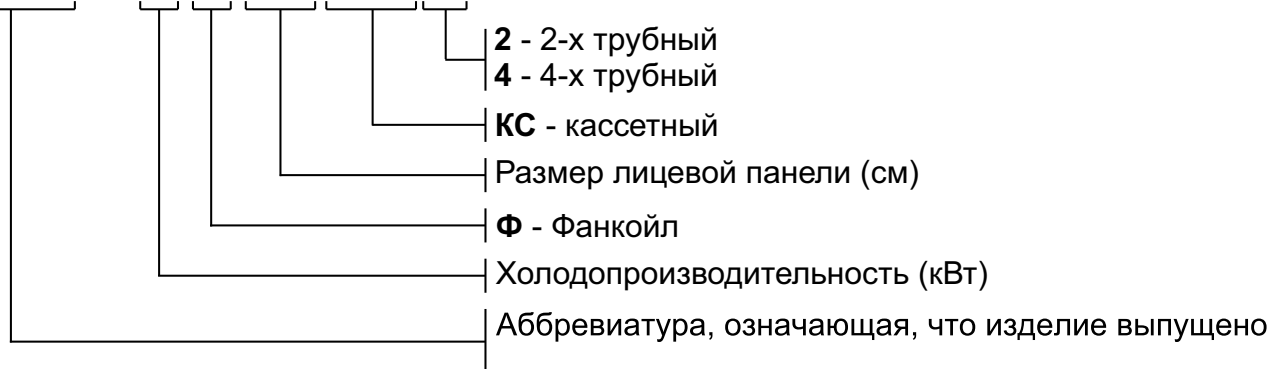 2 - 2-х трубный
4 - 4-х трубный
КС - кассетный
Размер лицевой панели (см)
Ф - Фанкойл
Холодопроизводительность (кВт)
Аббревиатура, означающая, что изделие выпущено